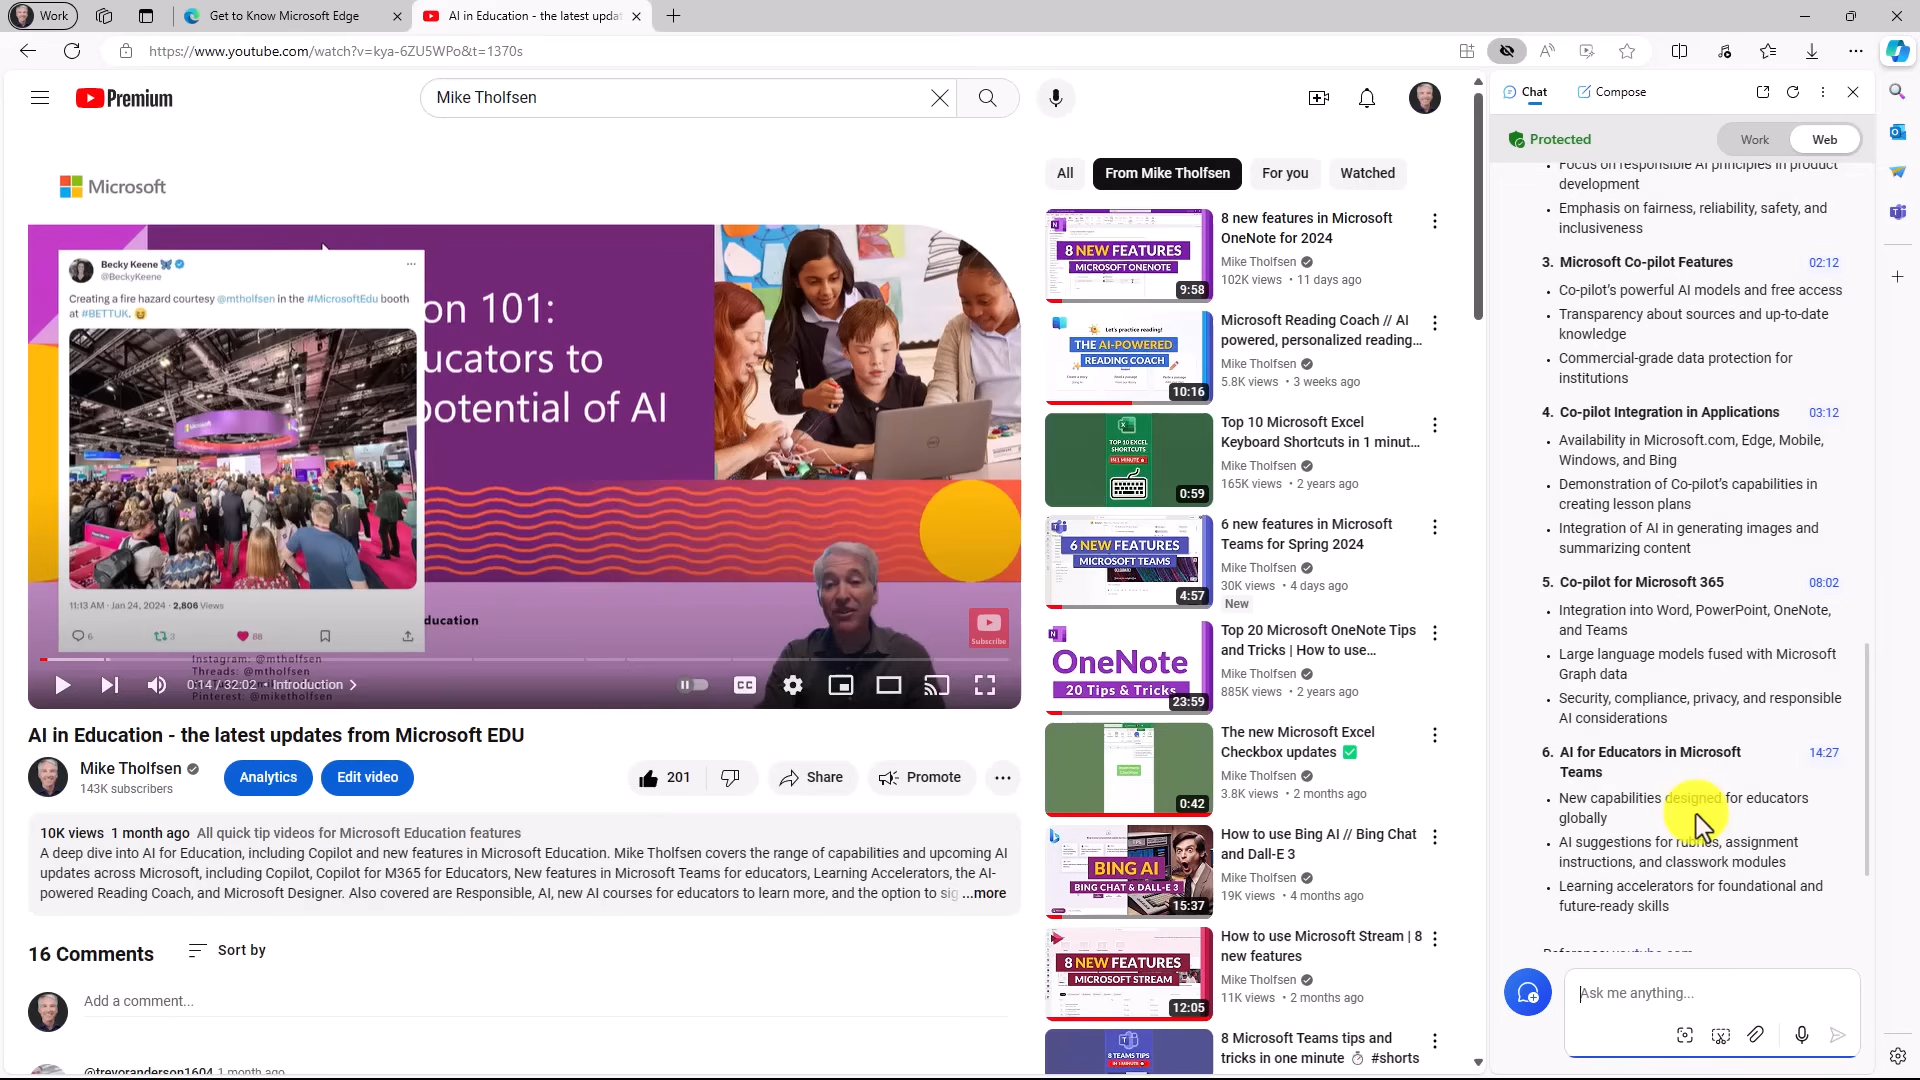 Work
Get to Know Microsoft Edge
AI in Education - the latest upda
https://www.youtube.com/watch?v=kya-6ZU5WPo&t=1370s
Premium
Mike Tholfsen
Microsoft
Becky Keene
@BeckyKeene
Creating a fire hazard courtesy @mtholfsen in the #MicrosoftEdu booth
at #BETTUK.
11:13 AM · Jan 24, 2024 · 2,806 Views
6
3
88
on 101:
ucators to
potential of AI
ducation
Subscribe
Instagram: @mtholfsen
Threads: @mtholfsen
Pinterest: @mikетholfsen
0:14 / 32:02 • Introduction
CC
AI in Education - the latest updates from Microsoft EDU
Mike Tholfsen
143K subscribers
Analytics
Edit video
201
Share
Promote
10K views 1 month ago All quick tip videos for Microsoft Education features
A deep dive into AI for Education, including Copilot and new features in Microsoft Education. Mike Tholfsen covers the range of capabilities and upcoming AI
updates across Microsoft, including Copilot, Copilot for M365 for Educators, New features in Microsoft Teams for educators, Learning Accelerators, the AI-
powered Reading Coach, and Microsoft Designer. Also covered are Responsible, AI, new AI courses for educators to learn more, and the option to sig ...more
16 Comments
Sort by
Add a comment...
@trevoranderson1604 1 month ago
All
From Mike Tholfsen
For you
Watched
8 NEW FEATURES
MICROSOFT ONENOTE
9:58
8 new features in Microsoft
OneNote for 2024
Mike Tholfsen
102K views • 11 days ago
Let's practice reading!
THE AI-POWERED
READING COACH
10:16
Microsoft Reading Coach // AI
powered, personalized reading...
Mike Tholfsen
5.8K views • 3 weeks ago
TOP 10 EXCEL
SHORTCUTS
IN 1 MINUTE
0:59
Top 10 Microsoft Excel
Keyboard Shortcuts in 1 minut...
Mike Tholfsen
165K views • 2 years ago
6 NEW FEATURES
MICROSOFT TEAMS
4:57
6 new features in Microsoft
Teams for Spring 2024
Mike Tholfsen
30K views • 4 days ago
New
OneNote
20 Tips & Tricks
23:59
Top 20 Microsoft OneNote Tips
and Tricks | How to use...
Mike Tholfsen
885K views • 2 years ago
0:42
The new Microsoft Excel
Checkbox updates
Mike Tholfsen
3.8K views • 2 months ago
BING AI
BING CHAT & DALL-E 3
15:37
How to use Bing AI // Bing Chat
and Dall-E 3
Mike Tholfsen
19K views • 4 months ago
8 NEW FEATURES
MICROSOFT STREAM
12:05
How to use Microsoft Stream | 8
new features
Mike Tholfsen
11K views • 2 months ago
8 TEAMS TIPS
8 Microsoft Teams tips and
tricks in one minute ⏱ #shorts
Chat
Compose
Protected
Work
Web
Focus on responsible AI principles in product
development
Emphasis on fairness, reliability, safety, and
inclusiveness
3. Microsoft Co-pilot Features 02:12
Co-pilot's powerful AI models and free access
Transparency about sources and up-to-date
knowledge
Commercial-grade data protection for
institutions
4. Co-pilot Integration in Applications 03:12
Availability in Microsoft.com, Edge, Mobile,
Windows, and Bing
Demonstration of Co-pilot's capabilities in
creating lesson plans
Integration of AI in generating images and
summarizing content
5. Co-pilot for Microsoft 365 08:02
Integration into Word, PowerPoint, OneNote,
and Teams
Large language models fused with Microsoft
Graph data
Security, compliance, privacy, and responsible
AI considerations
6. AI for Educators in Microsoft 14:27
Teams
New capabilities designed for educators
globally
AI suggestions for rubrics, assignment
instructions, and classwork modules
Learning accelerators for foundational and
future-ready skills
Ask me anything...